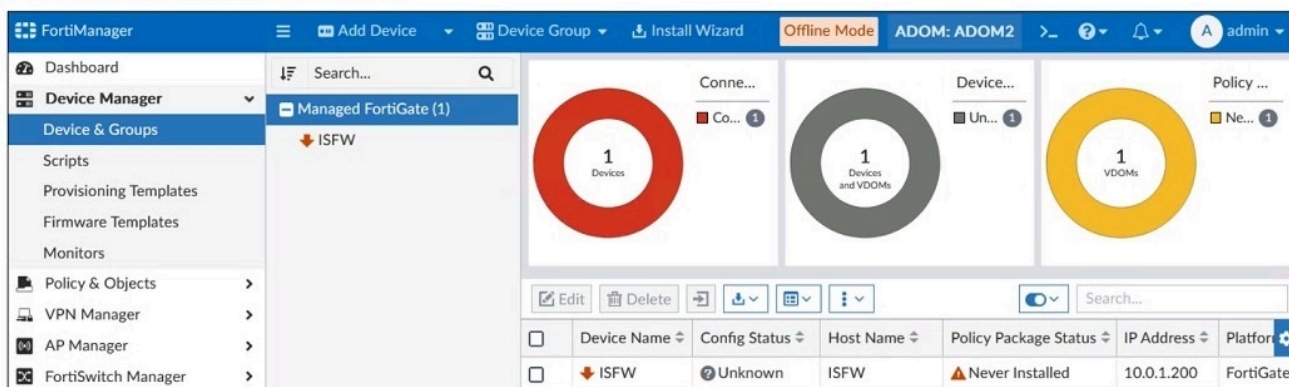 FortiManager
Add Device
Device Group
Install Wizard
Offline Mode
ADOM: ADOM2
A
admin
Dashboard
Device Manager
Device & Groups
Scripts
Provisioning Templates
Firmware Templates
Monitors
Policy & Objects
VPN Manager
AP Manager
FortiSwitch Manager
Search...
Managed FortiGate (1)
ISFW
1
Devices
Conne...
Co... 1
1
Devices
and VDOMs
Device...
Un... 1
1
VDOMs
Policy ...
Ne... 1
Edit
Delete
Search...
Device Name Config Status Host Name Policy Package Status IP Address Platfor
ISFW Unknown ISFW Never Installed 10.0.1.200 FortiGate